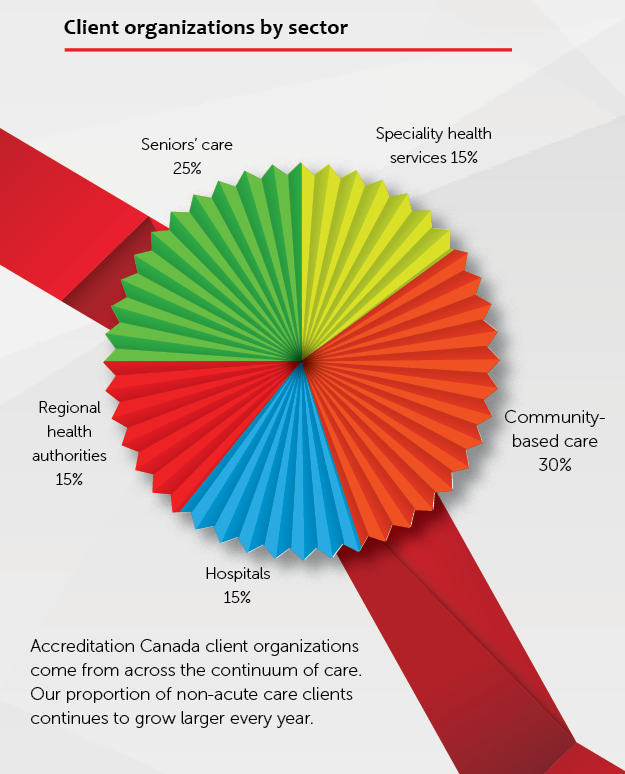 Client organizations by sector
Speciality health
services 15%
Seniors’ care
25%
Community-
based care
30%
Regional
health
authorities
15%
Hospitals
15%
Accreditation Canada client organizations
come from across the continuum of care.
Our proportion of non-acute care clients
continues to grow larger every year.